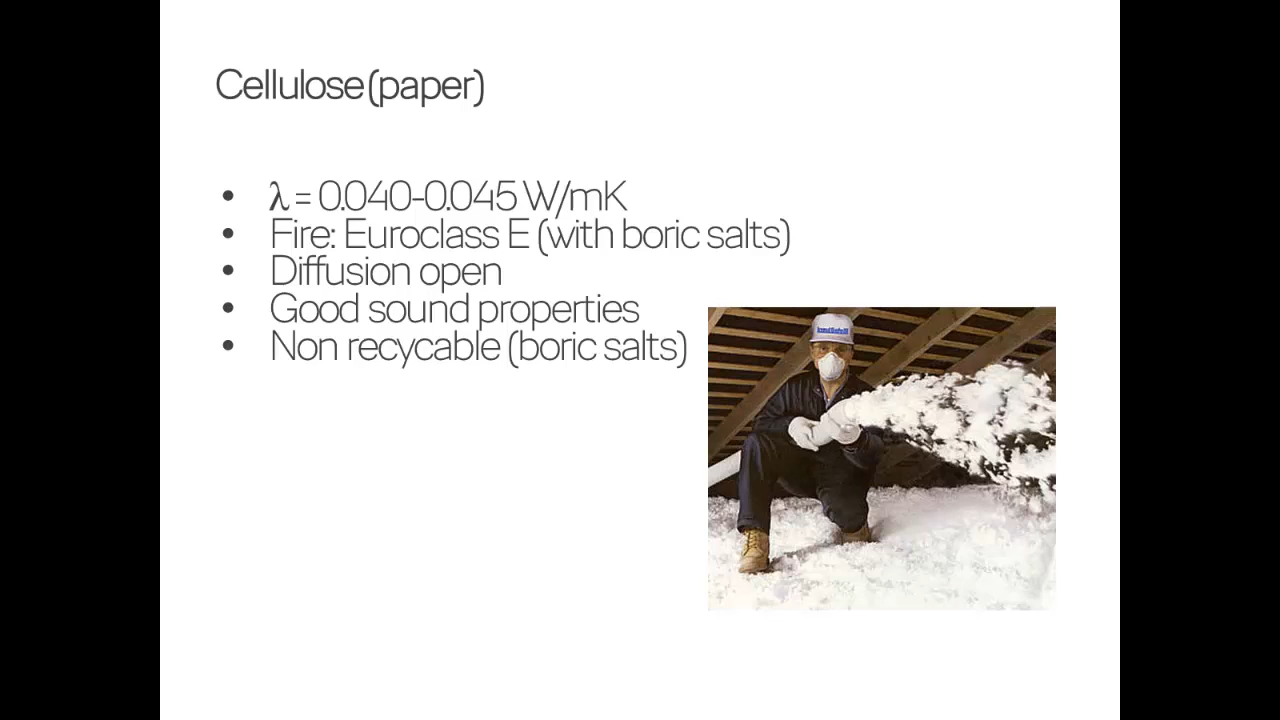 Cellulose (paper)
• λ = 0.040-0.045 W/mK
• Fire: Euroclass E (with boric salts)
• Diffusion open
• Good sound properties
• Non recycable (boric salts)